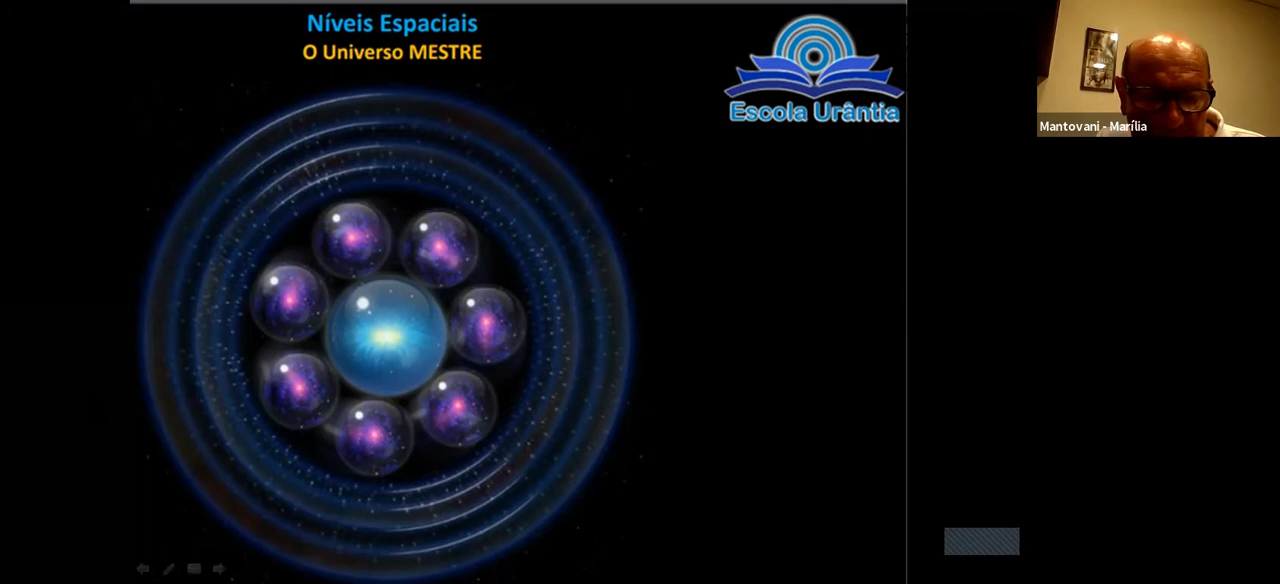 Níveis Espaciais
O Universo MESTRE
Escola Urântia
Mantovani - Marília